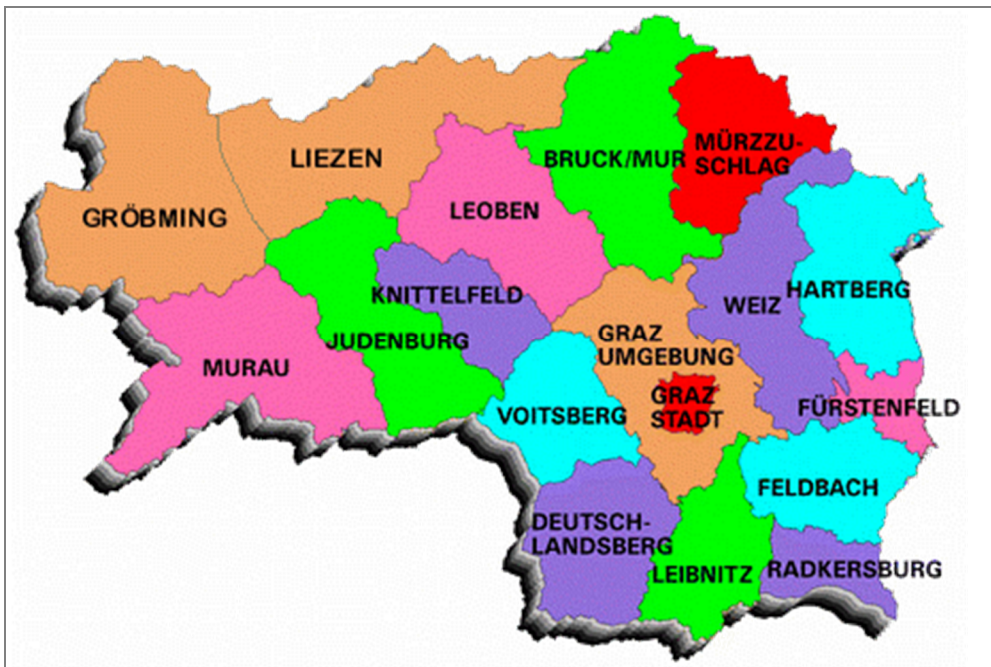 BRUCK/MUR
MÜRZZU-
SCHLAG
LIEZEN
GRÖBMING
LEOBEN
KNITTELFELD
HARTBERG
WEIZ
JUDENBURG
GRAZ
UMGEBUNG
MURAU
GRAZ
STADT
VOITSBERG
FÜRSTENFELD
FELDBACH
DEUTSCH-
LANDSBERG
LEIBNITZ
RADKERSBURG